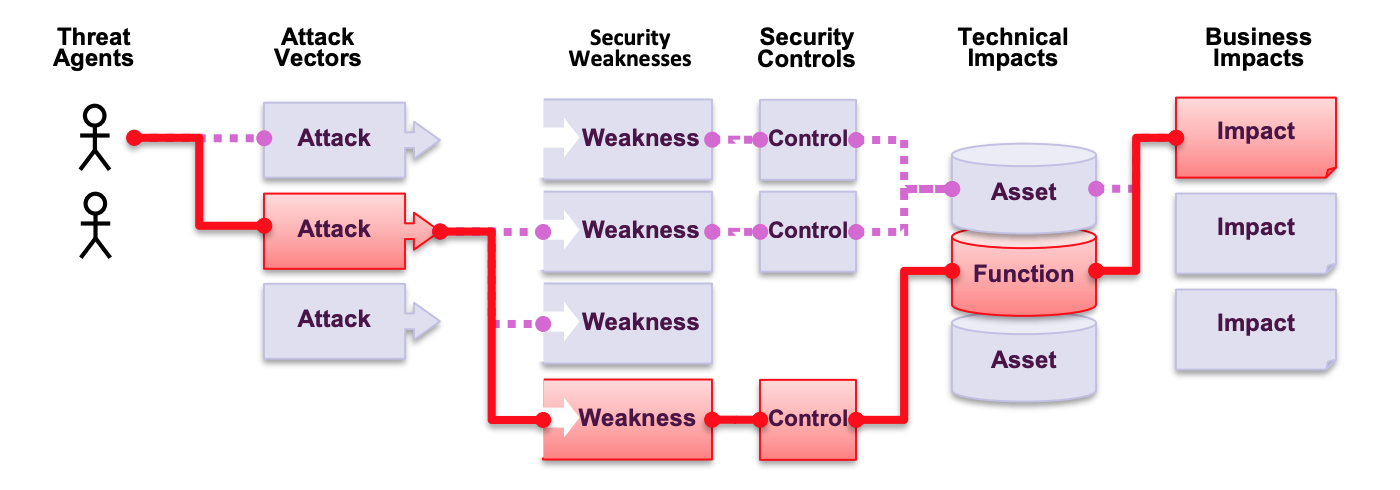 Threat
Agents
Attack
Vectors
Security
Weaknesses
Security
Controls
Technical
Impacts
Business
Impacts
Attack
Weakness
Control
Asset
Impact
Attack
Weakness
Control
Function
Impact
Attack
Weakness
Asset
Impact
Weakness
Control